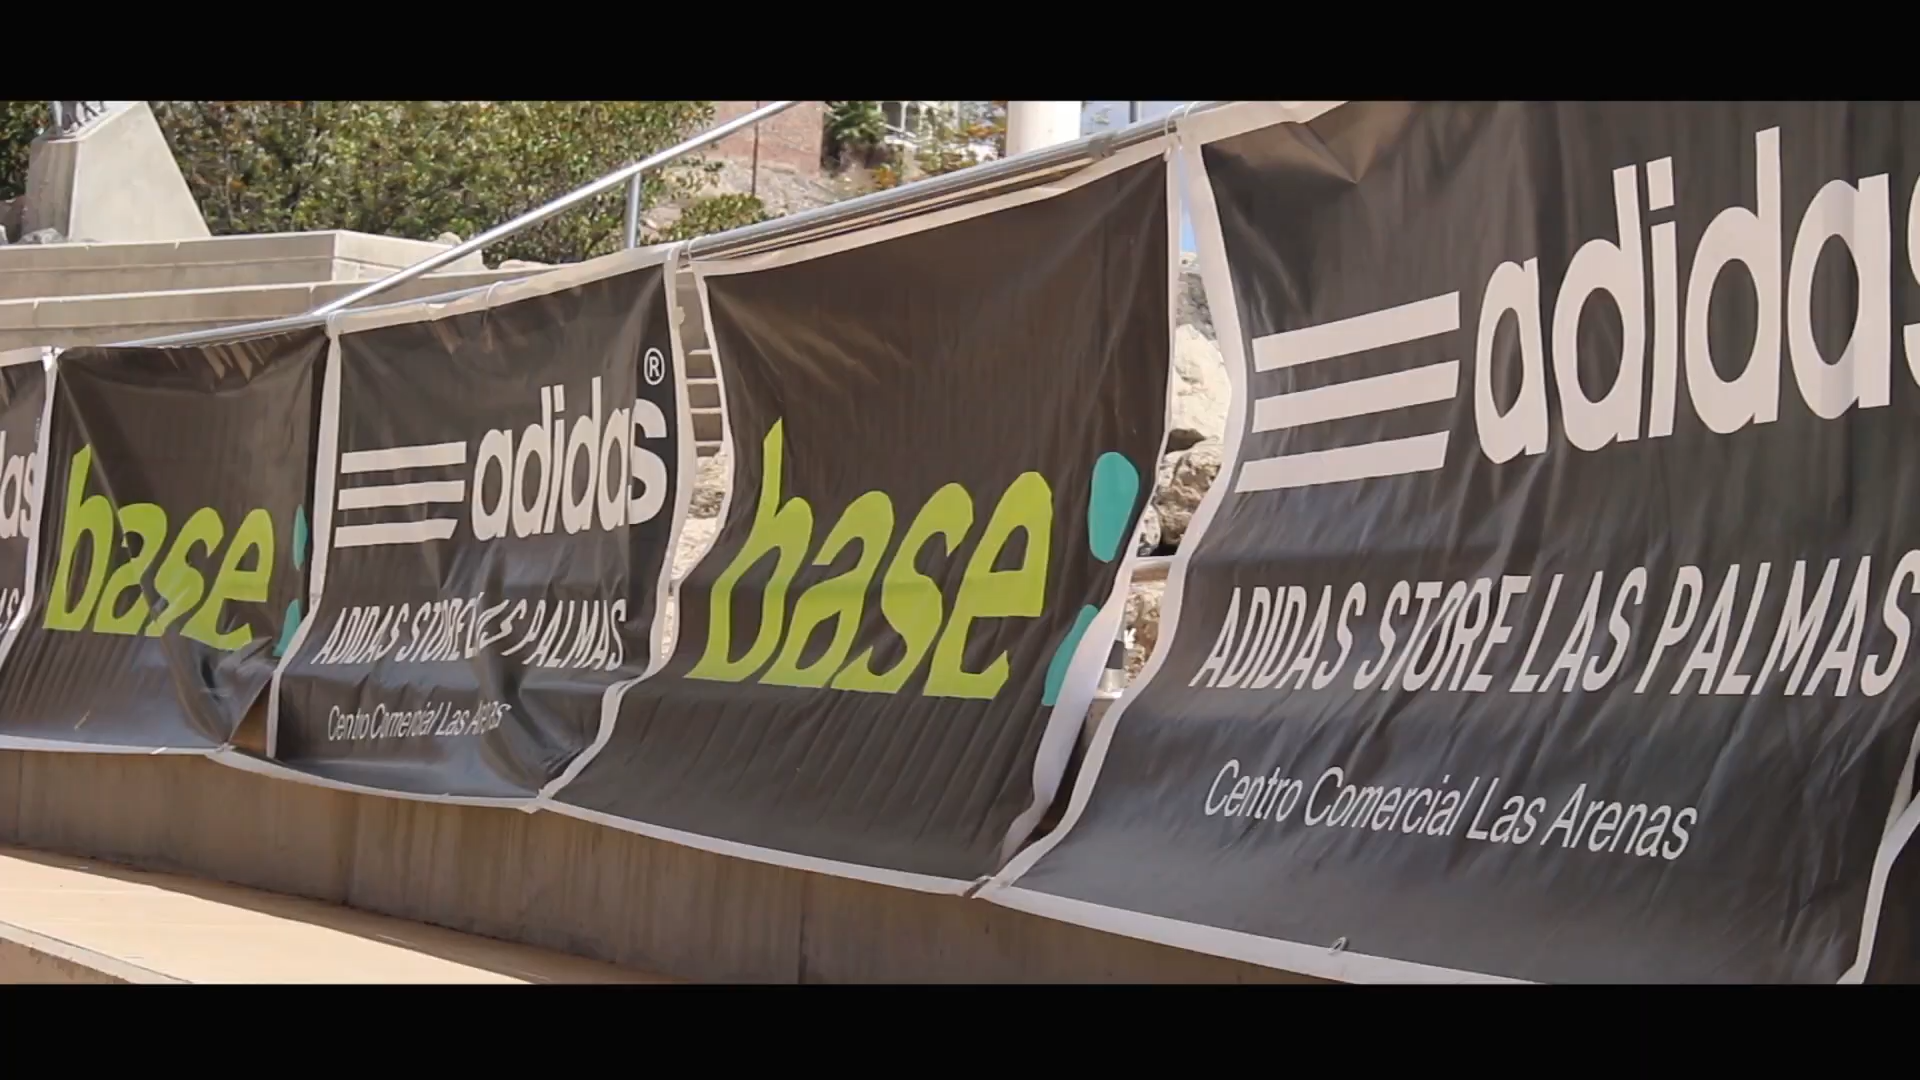 base:
adidas®
ADIDAS STORE LAS PALMAS
Centro Comercial Las Arenas
base:
adidas
ADIDAS STORE LAS PALMAS
Centro Comercial Las Arenas